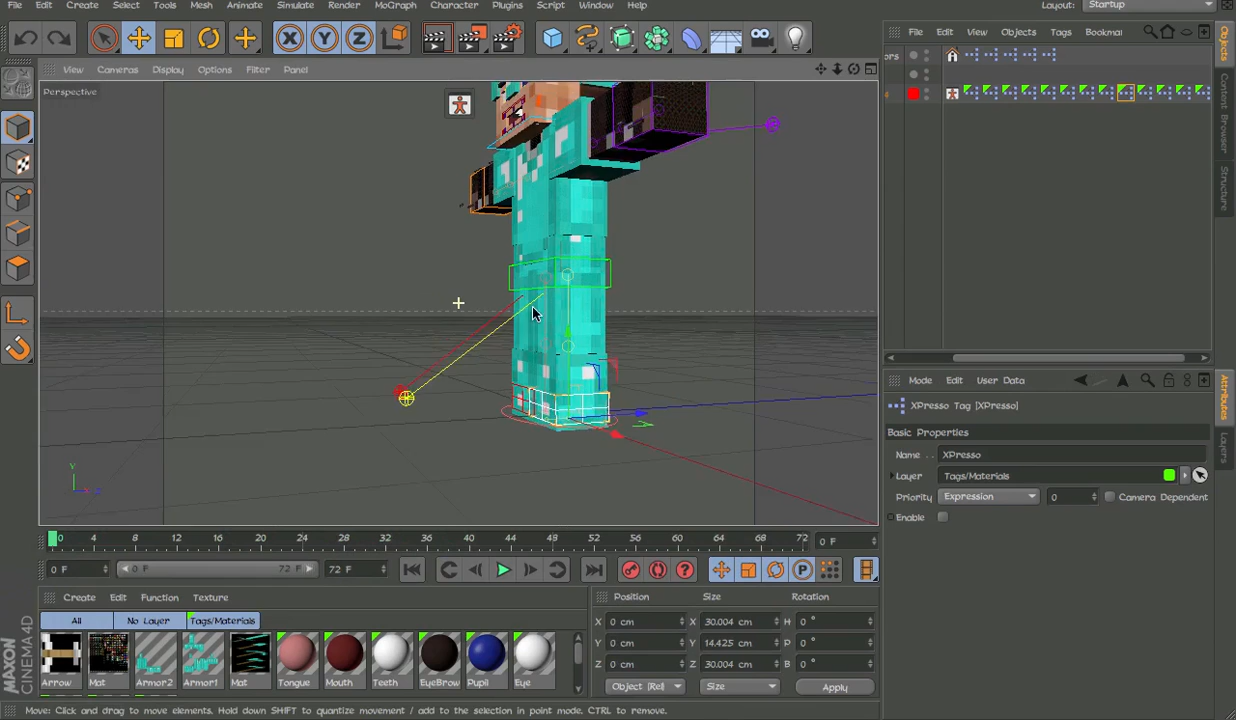 File Edit Create Select Tools Mesh Animate Simulate Render MoGraph Character Plugins Script Window Help Layout: Startup
View Cameras Display Options Filter Panel
File Edit View Objects Tags Bookmar
Perspective
Objects
Content Browser
Structure
Mode Edit User Data
XPresso Tag [XPresso]
Basic Properties
Name . . XPresso
Layer Tags/Materials
Priority Expression 0 Camera Dependent
Enable
Attributes
Layers
Y
0 4 8 12 16 20 24 28 32 36 40 44 48 52 56 60 64 68 72 0 F
0 F 0 F 72 F 72 F
Create Edit Function Texture
All No Layer Tags/Materials
Arrow Mat Armor2 Armor1 Mat Tongue Mouth Teeth EyeBrow Pupil Eye
Position Size Rotation
X 0 cm X 30.004 cm H 0 °
Y 0 cm Y 14.425 cm P 0 °
Z 0 cm Z 30.004 cm B 0 °
Object (Rel) Size Apply
MAXON
CINEMA 4D
Move: Click and drag to move elements. Hold down SHIFT to quantize movement / add to the selection in point mode. CTRL to remove.